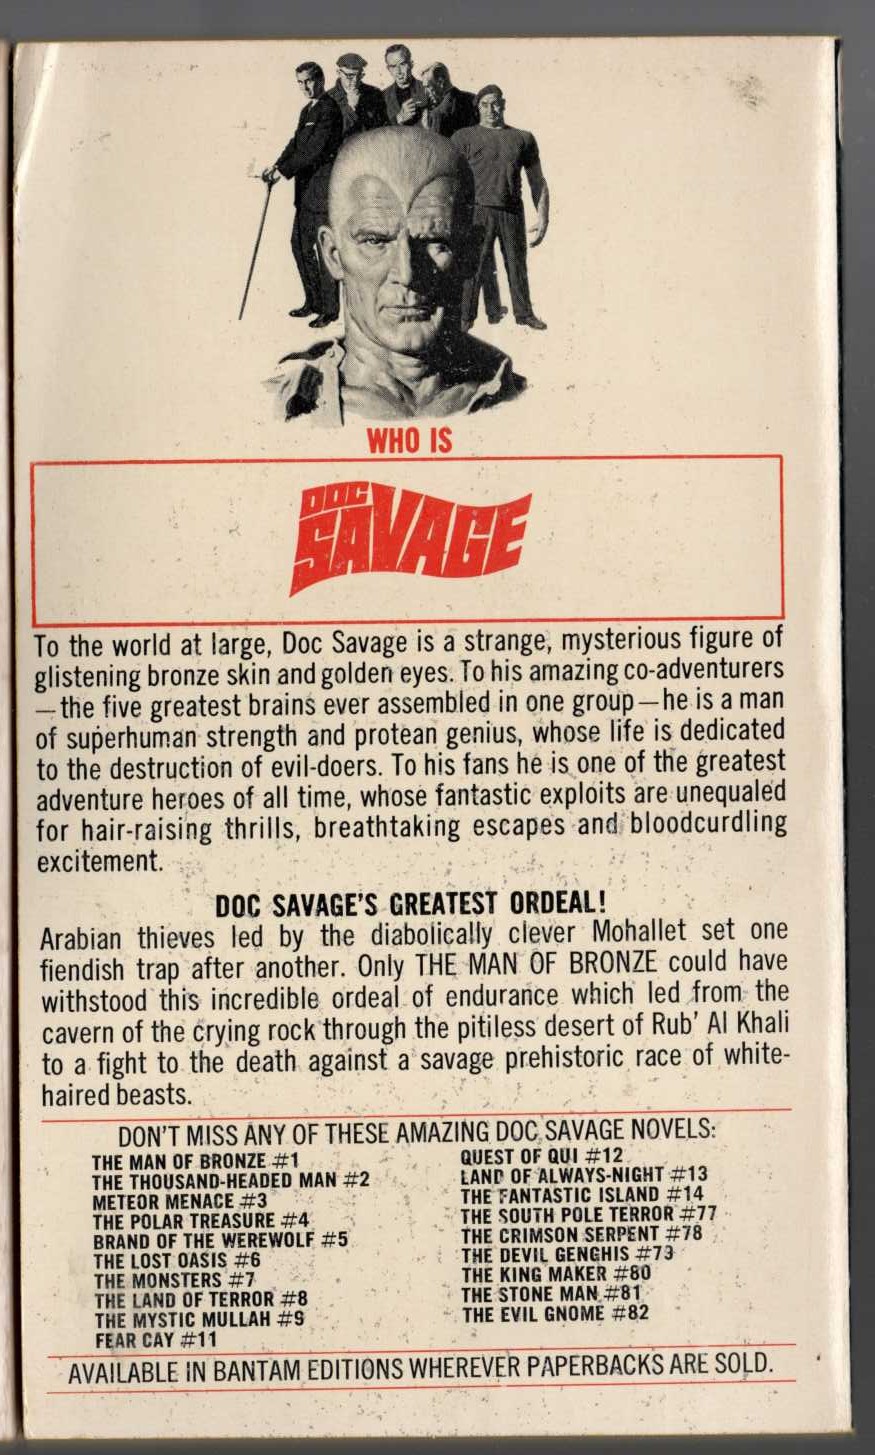 WHO IS
DOC
SAVAGE
To the world at large, Doc Savage is a strange, mysterious figure of
glistening bronze skin and golden eyes. To his amazing co-adventurers
—the five greatest brains ever assembled in one group—he is a man
of superhuman strength and protean genius, whose life is dedicated
to the destruction of evil-doers. To his fans he is one of the greatest
adventure heroes of all time, whose fantastic exploits are unequaled
for hair-raising thrills, breathtaking escapes and bloodcurdling
excitement.
DOC SAVAGE'S GREATEST ORDEAL!
Arabian thieves led by the diabolically clever Mohallet set one
fiendish trap after another. Only THE MAN OF BRONZE could have
withstood this incredible ordeal of endurance which led from the
cavern of the crying rock through the pitiless desert of Rub' Al Khali
to a fight to the death against a savage prehistoric race of white-
haired beasts.
DON'T MISS ANY OF THESE AMAZING DOC SAVAGE NOVELS:
THE MAN OF BRONZE #1
THE THOUSAND-HEADED MAN #2
METEOR MENACE #3
THE POLAR TREASURE #4
BRAND OF THE WEREWOLF #5
THE LOST OASIS #6
THE MONSTERS #7
THE LAND OF TERROR #8
THE MYSTIC MULLAH #9
FEAR CAY #11
QUEST OF QUI #12
LAND OF ALWAYS-NIGHT #13
THE FANTASTIC ISLAND #14
THE SOUTH POLE TERROR #77
THE CRIMSON SERPENT #78
THE DEVIL GENGHIS #79
THE KING MAKER #80
THE STONE MAN #81
THE EVIL GNOME #82
AVAILABLE IN BANTAM EDITIONS WHEREVER PAPERBACKS ARE SOLD.